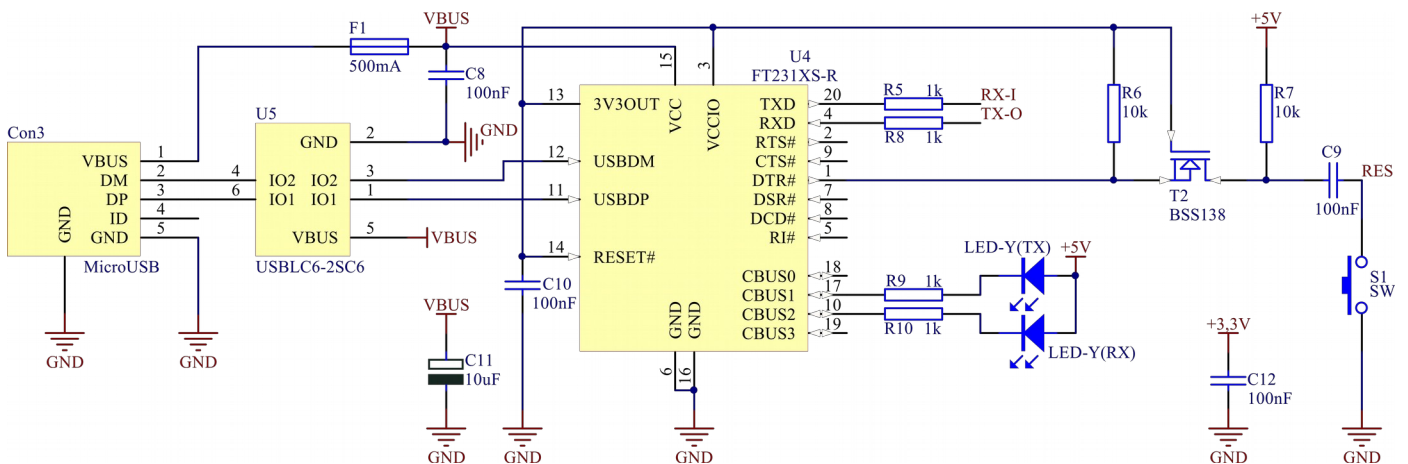 Con3
VBUS 1
DM 2
DP 3
ID 4
GND 5
GND
MicroUSB
GND
GND
F1
500mA
VBUS
C8
100nF
GND
U5
GND 2
4 IO2 IO2 3
6 IO1 IO1 1
VBUS 5
VBUS
USBLC6-2SC6
VBUS
C11
10uF
GND
C10
100nF
GND
U4
FT231XS-R
15
VCC
3
VCCIO
13 3V3OUT
12 USBDM
11 USBDP
14 RESET#
TXD 20
RXD 4
RTS# 2
CTS# 9
DTR# 1
DSR# 7
DCD# 8
RI# 5
CBUS0 18
CBUS1 17
CBUS2 10
CBUS3 19
GND
GND
6
16
GND
R5 1k RX-I
TX-O
R8 1k
R9 1k
R10 1k
LED-Y(TX)
+5V
LED-Y(RX)
R6
10k
T2
BSS138
+5V
R7
10k
C9
100nF
RES
S1
SW
GND
+3,3V
C12
100nF
GND